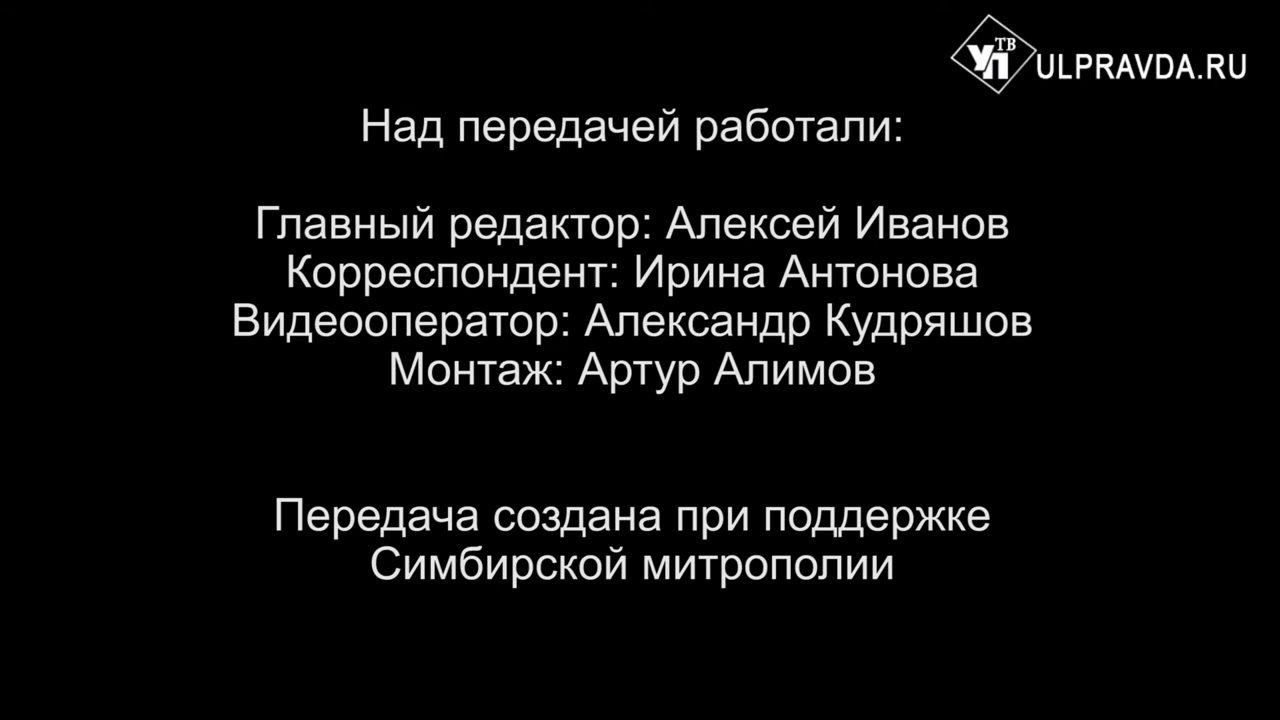 УП ТВ ULPRAVDA.RU
Над передачей работали:
Главный редактор: Алексей Иванов
Корреспондент: Ирина Антонова
Видеооператор: Александр Кудряшов
Монтаж: Артур Алимов
Передача создана при поддержке
Симбирской митрополии